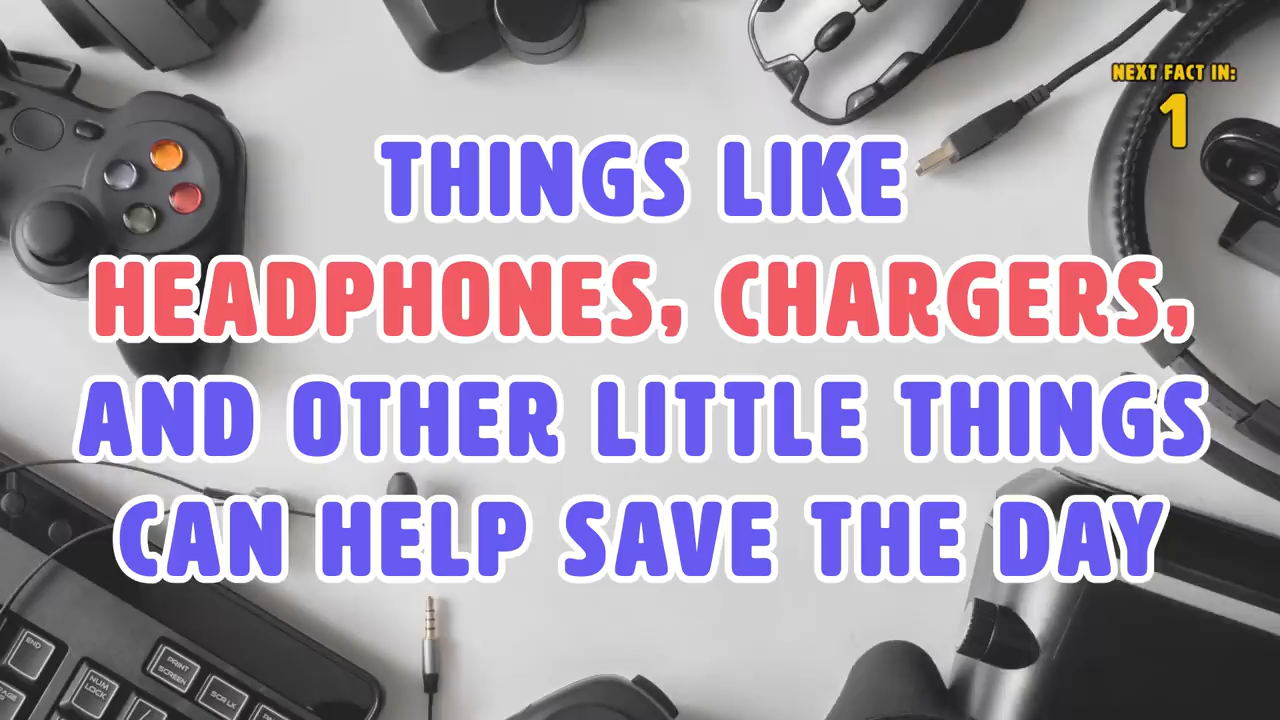 NEXT FACT IN:
1
THINGS LIKE
HEADPHONES, CHARGERS,
AND OTHER LITTLE THINGS
CAN HELP SAVE THE DAY
END
PRINT
SCREEN
NUM
LOCK
SCR LK